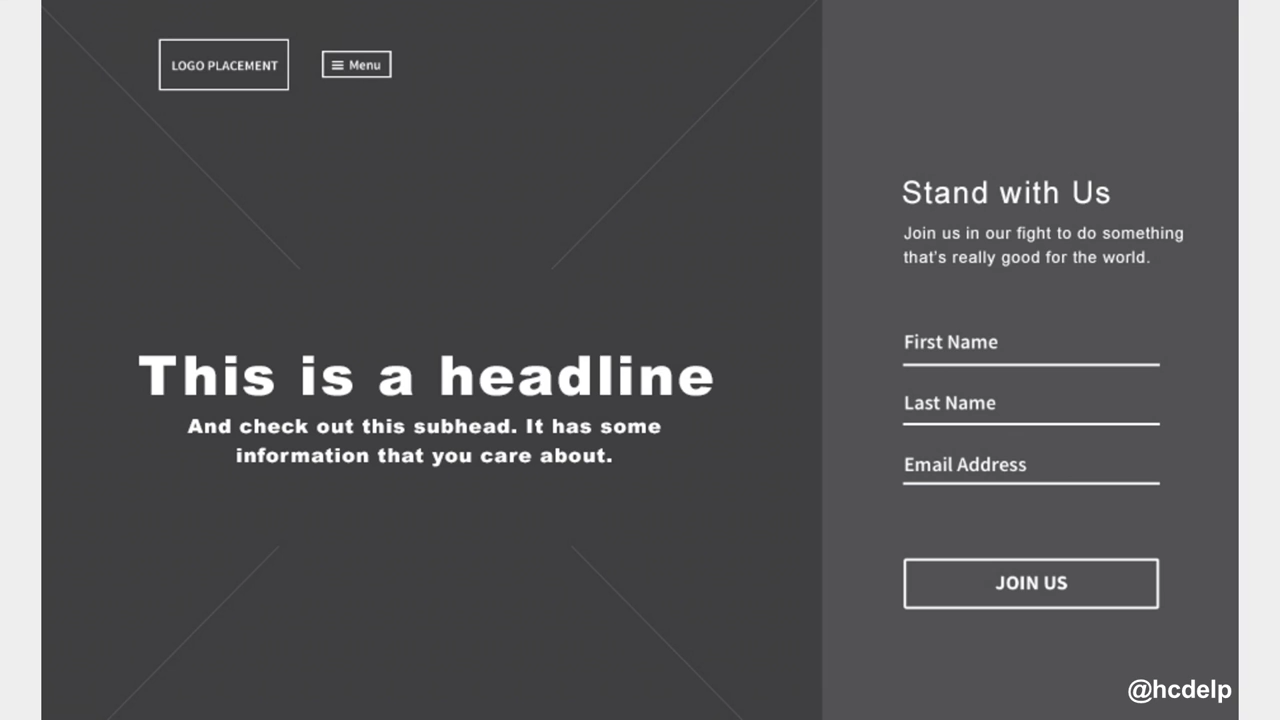 LOGO PLACEMENT
Menu
This is a headline
And check out this subhead. It has some
information that you care about.
Stand with Us
Join us in our fight to do something
that's really good for the world.
First Name
Last Name
Email Address
JOIN US
@hcdelp